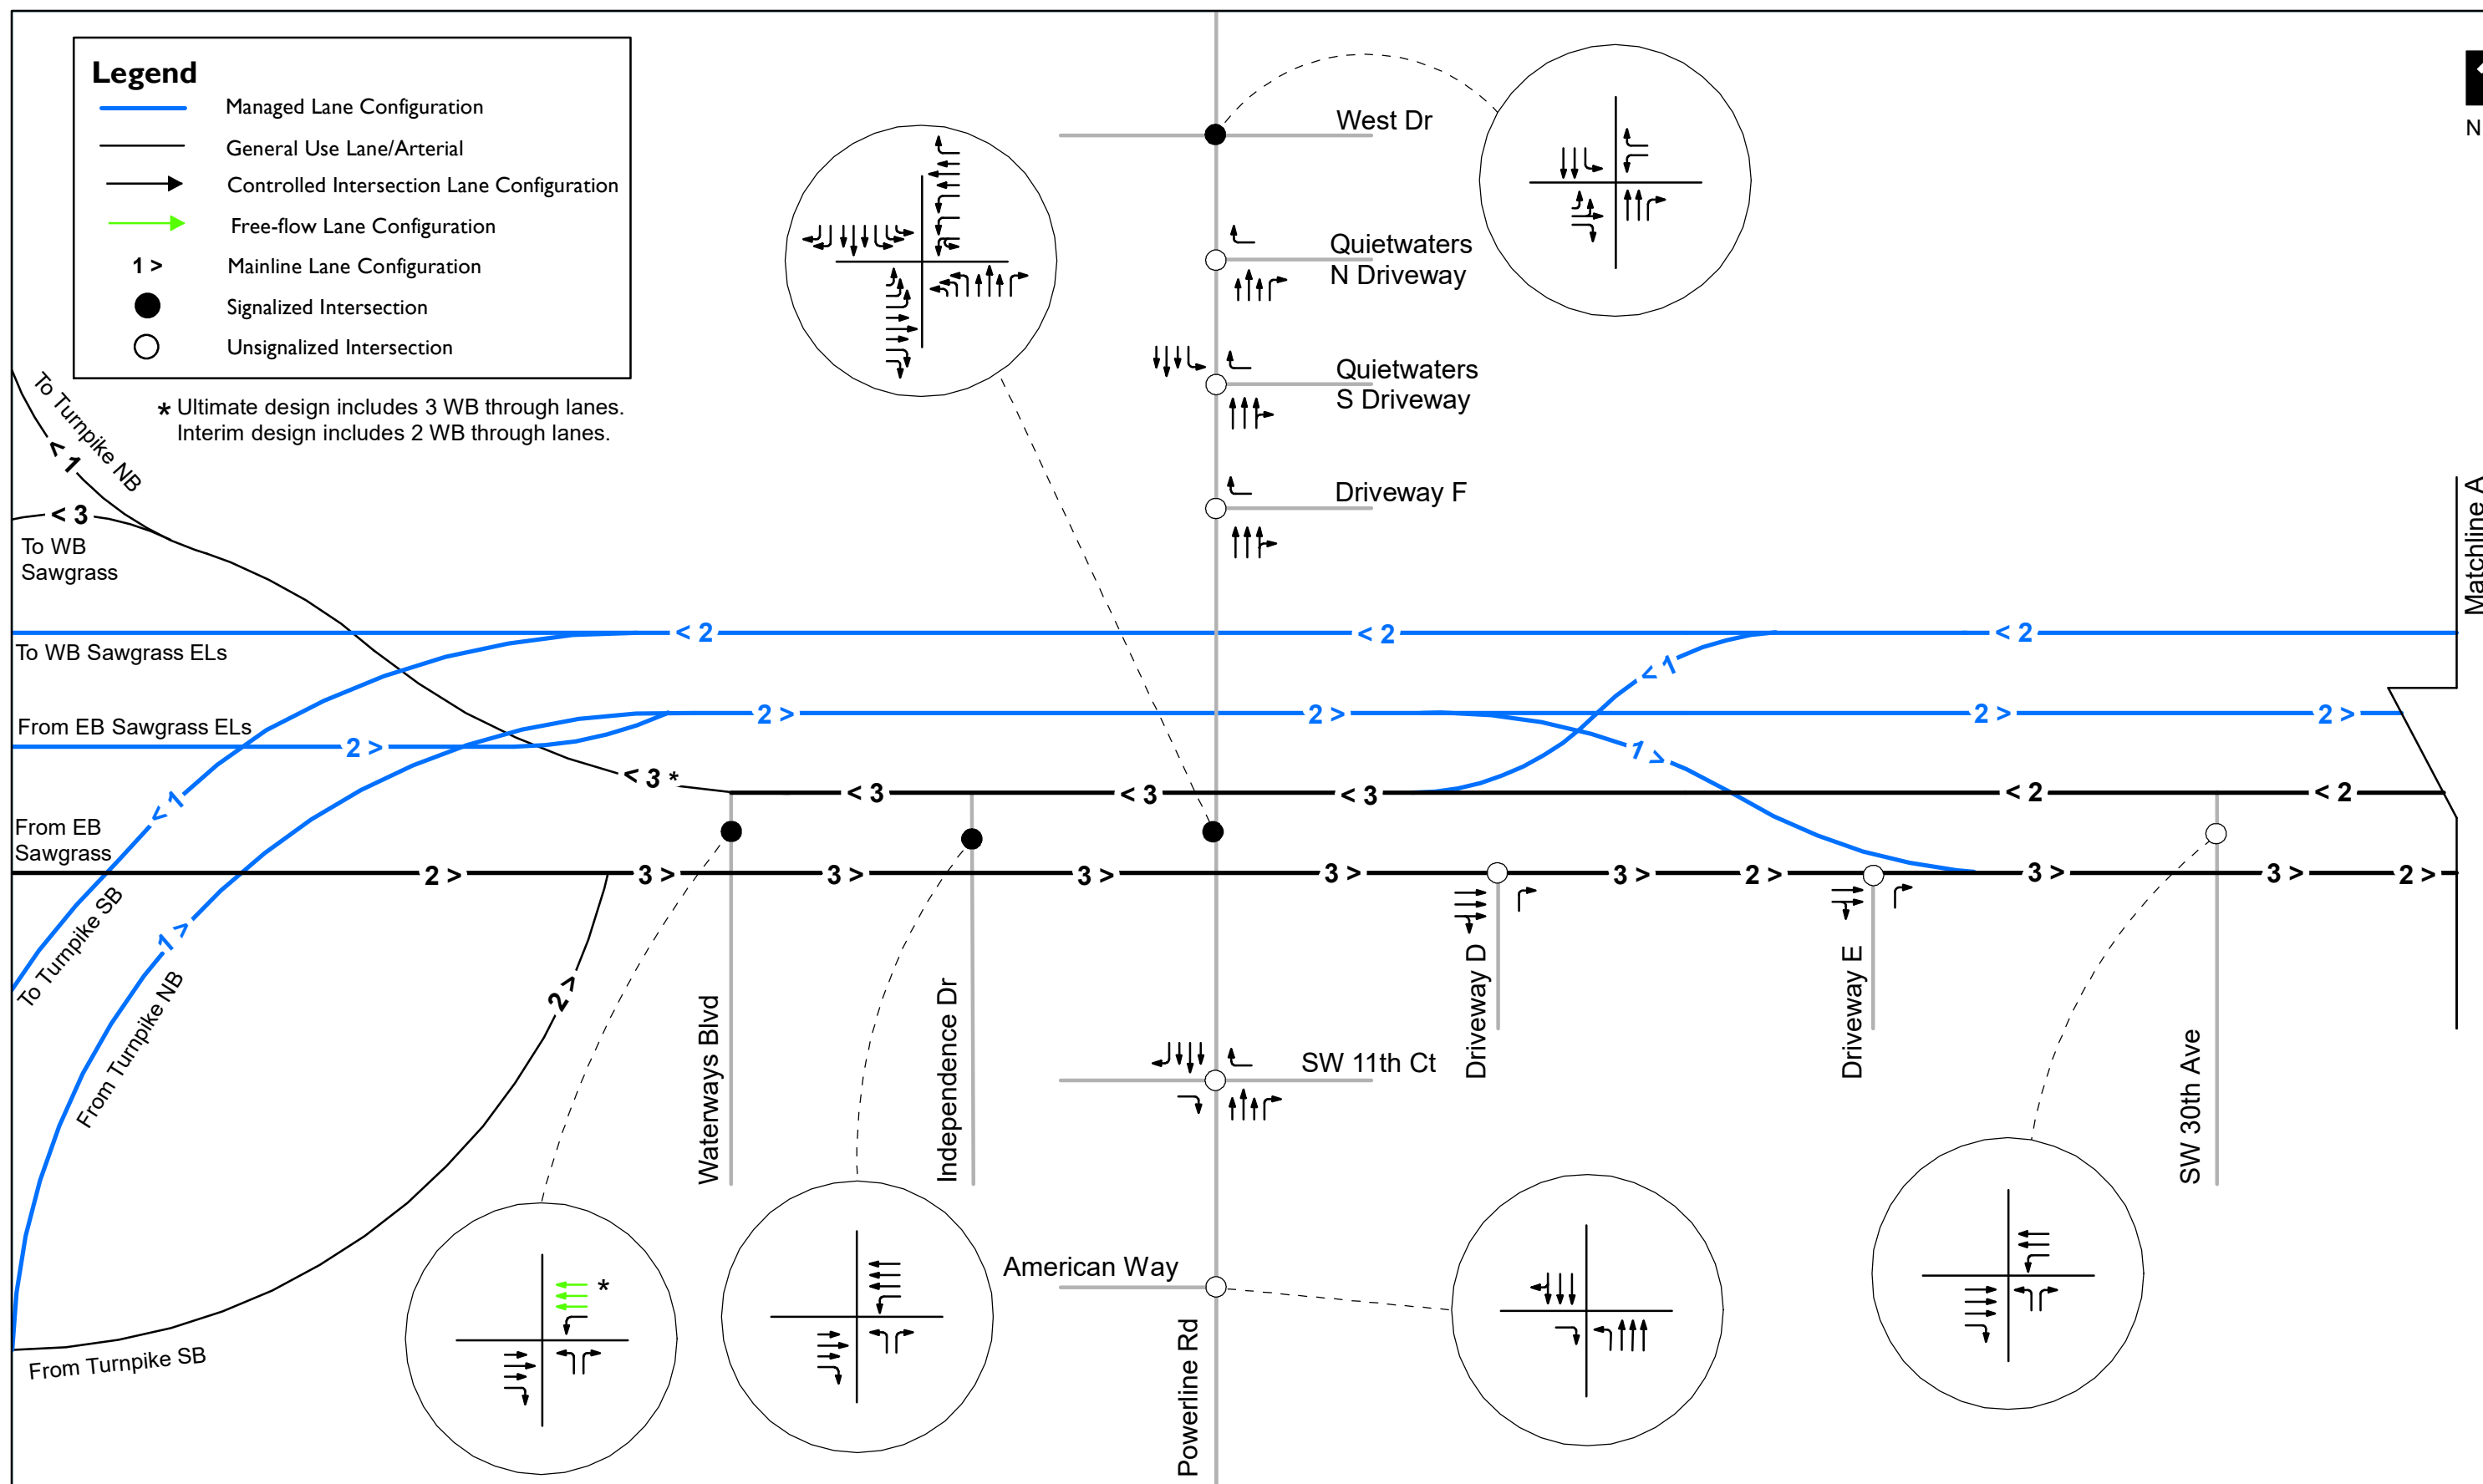 Legend
Managed Lane Configuration
General Use Lane/Arterial
Controlled Intersection Lane Configuration
Free-flow Lane Configuration
1 > Mainline Lane Configuration
Signalized Intersection
Unsignalized Intersection
* Ultimate design includes 3 WB through lanes.
Interim design includes 2 WB through lanes.
N
West Dr
Quietwaters
N Driveway
Quietwaters
S Driveway
Driveway F
Matchline A
To Turnpike NB
< 1
< 3
To WB
Sawgrass
< 2
< 2
< 2
To WB Sawgrass ELs
< 1
From EB Sawgrass ELs
2 >
2 >
2 >
2 >
2 >
1 >
< 3 *
< 3
< 3
< 3
< 2
< 2
< 1
From EB
Sawgrass
2 >
3 >
3 >
3 >
3 >
3 >
2 >
3 >
3 >
2 >
To Turnpike SB
1 >
From Turnpike NB
2 >
From Turnpike SB
Waterways Blvd
Independence Dr
Driveway D
Driveway E
SW 30th Ave
SW 11th Ct
American Way
Powerline Rd
*